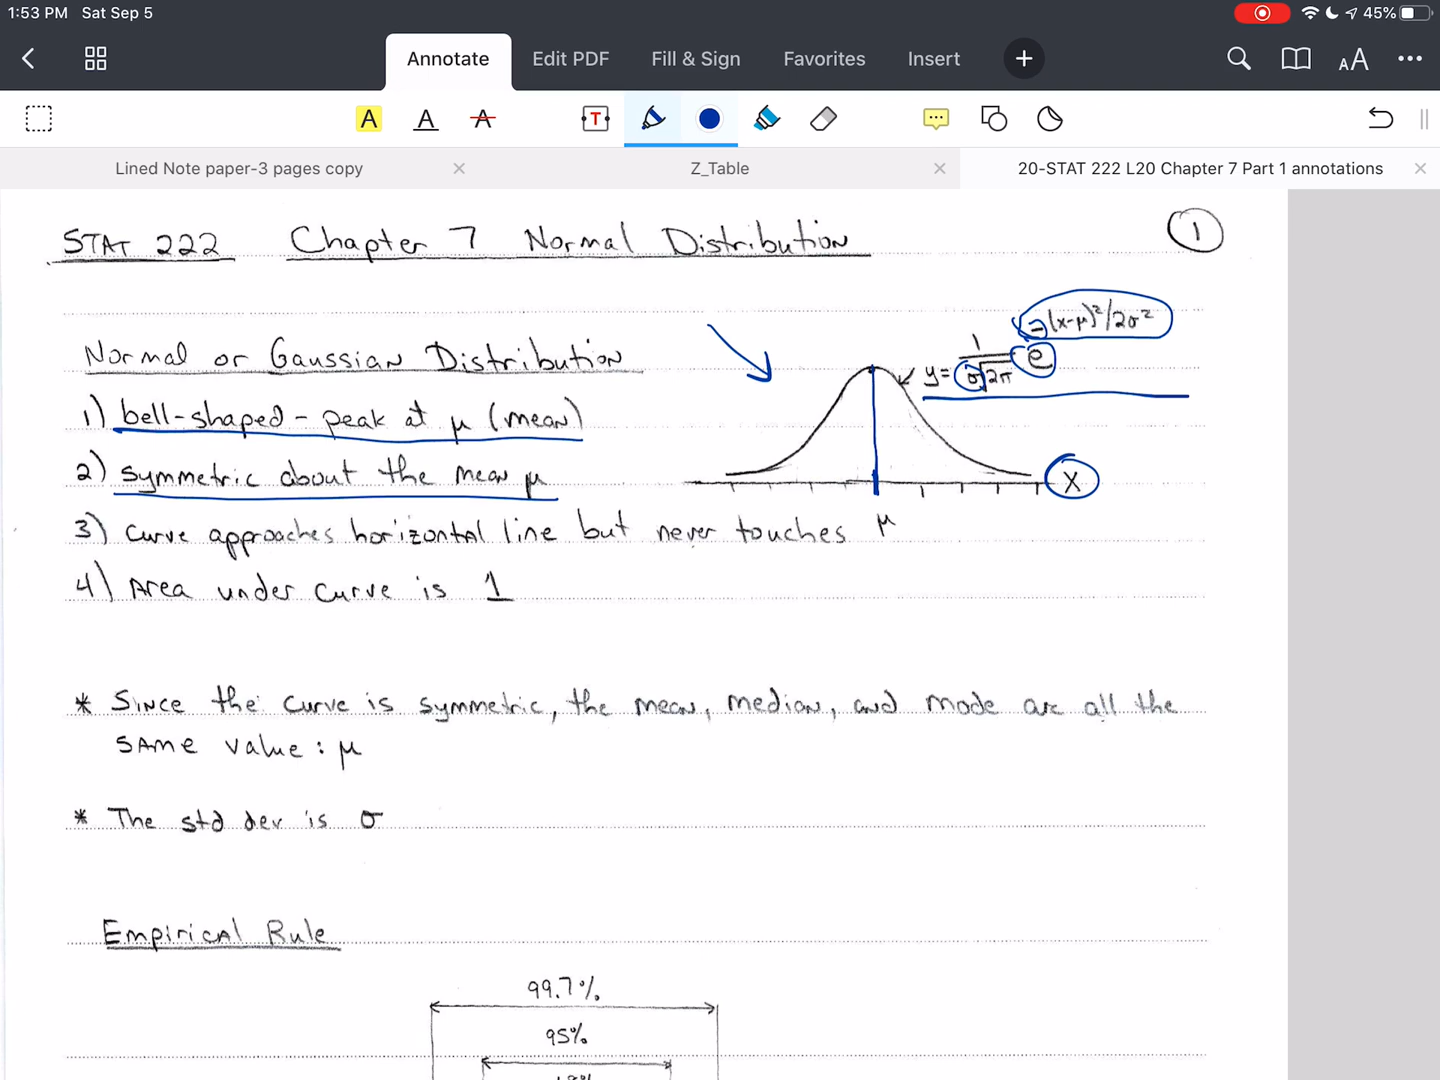 1:53 PM Sat Sep 5 45%
Annotate Edit PDF Fill & Sign Favorites Insert
A A A T
Lined Note paper-3 pages copy Z_Table 20-STAT 222 L20 Chapter 7 Part 1 annotations
STAT 222 Chapter 7 Normal Distribution 1
Normal or Gaussian Distribution
y = 1/σ√2π e -(x-μ)²/2σ²
1) bell-shaped - peak at μ (mean)
2) symmetric about the mean μ
X
3) curve approaches horizontal line but never touches
μ
4) Area under curve is 1
* Since the curve is symmetric, the mean, median, and mode are all the
same value: μ
* The std dev is σ
Empirical Rule
99.7%
95%
68%